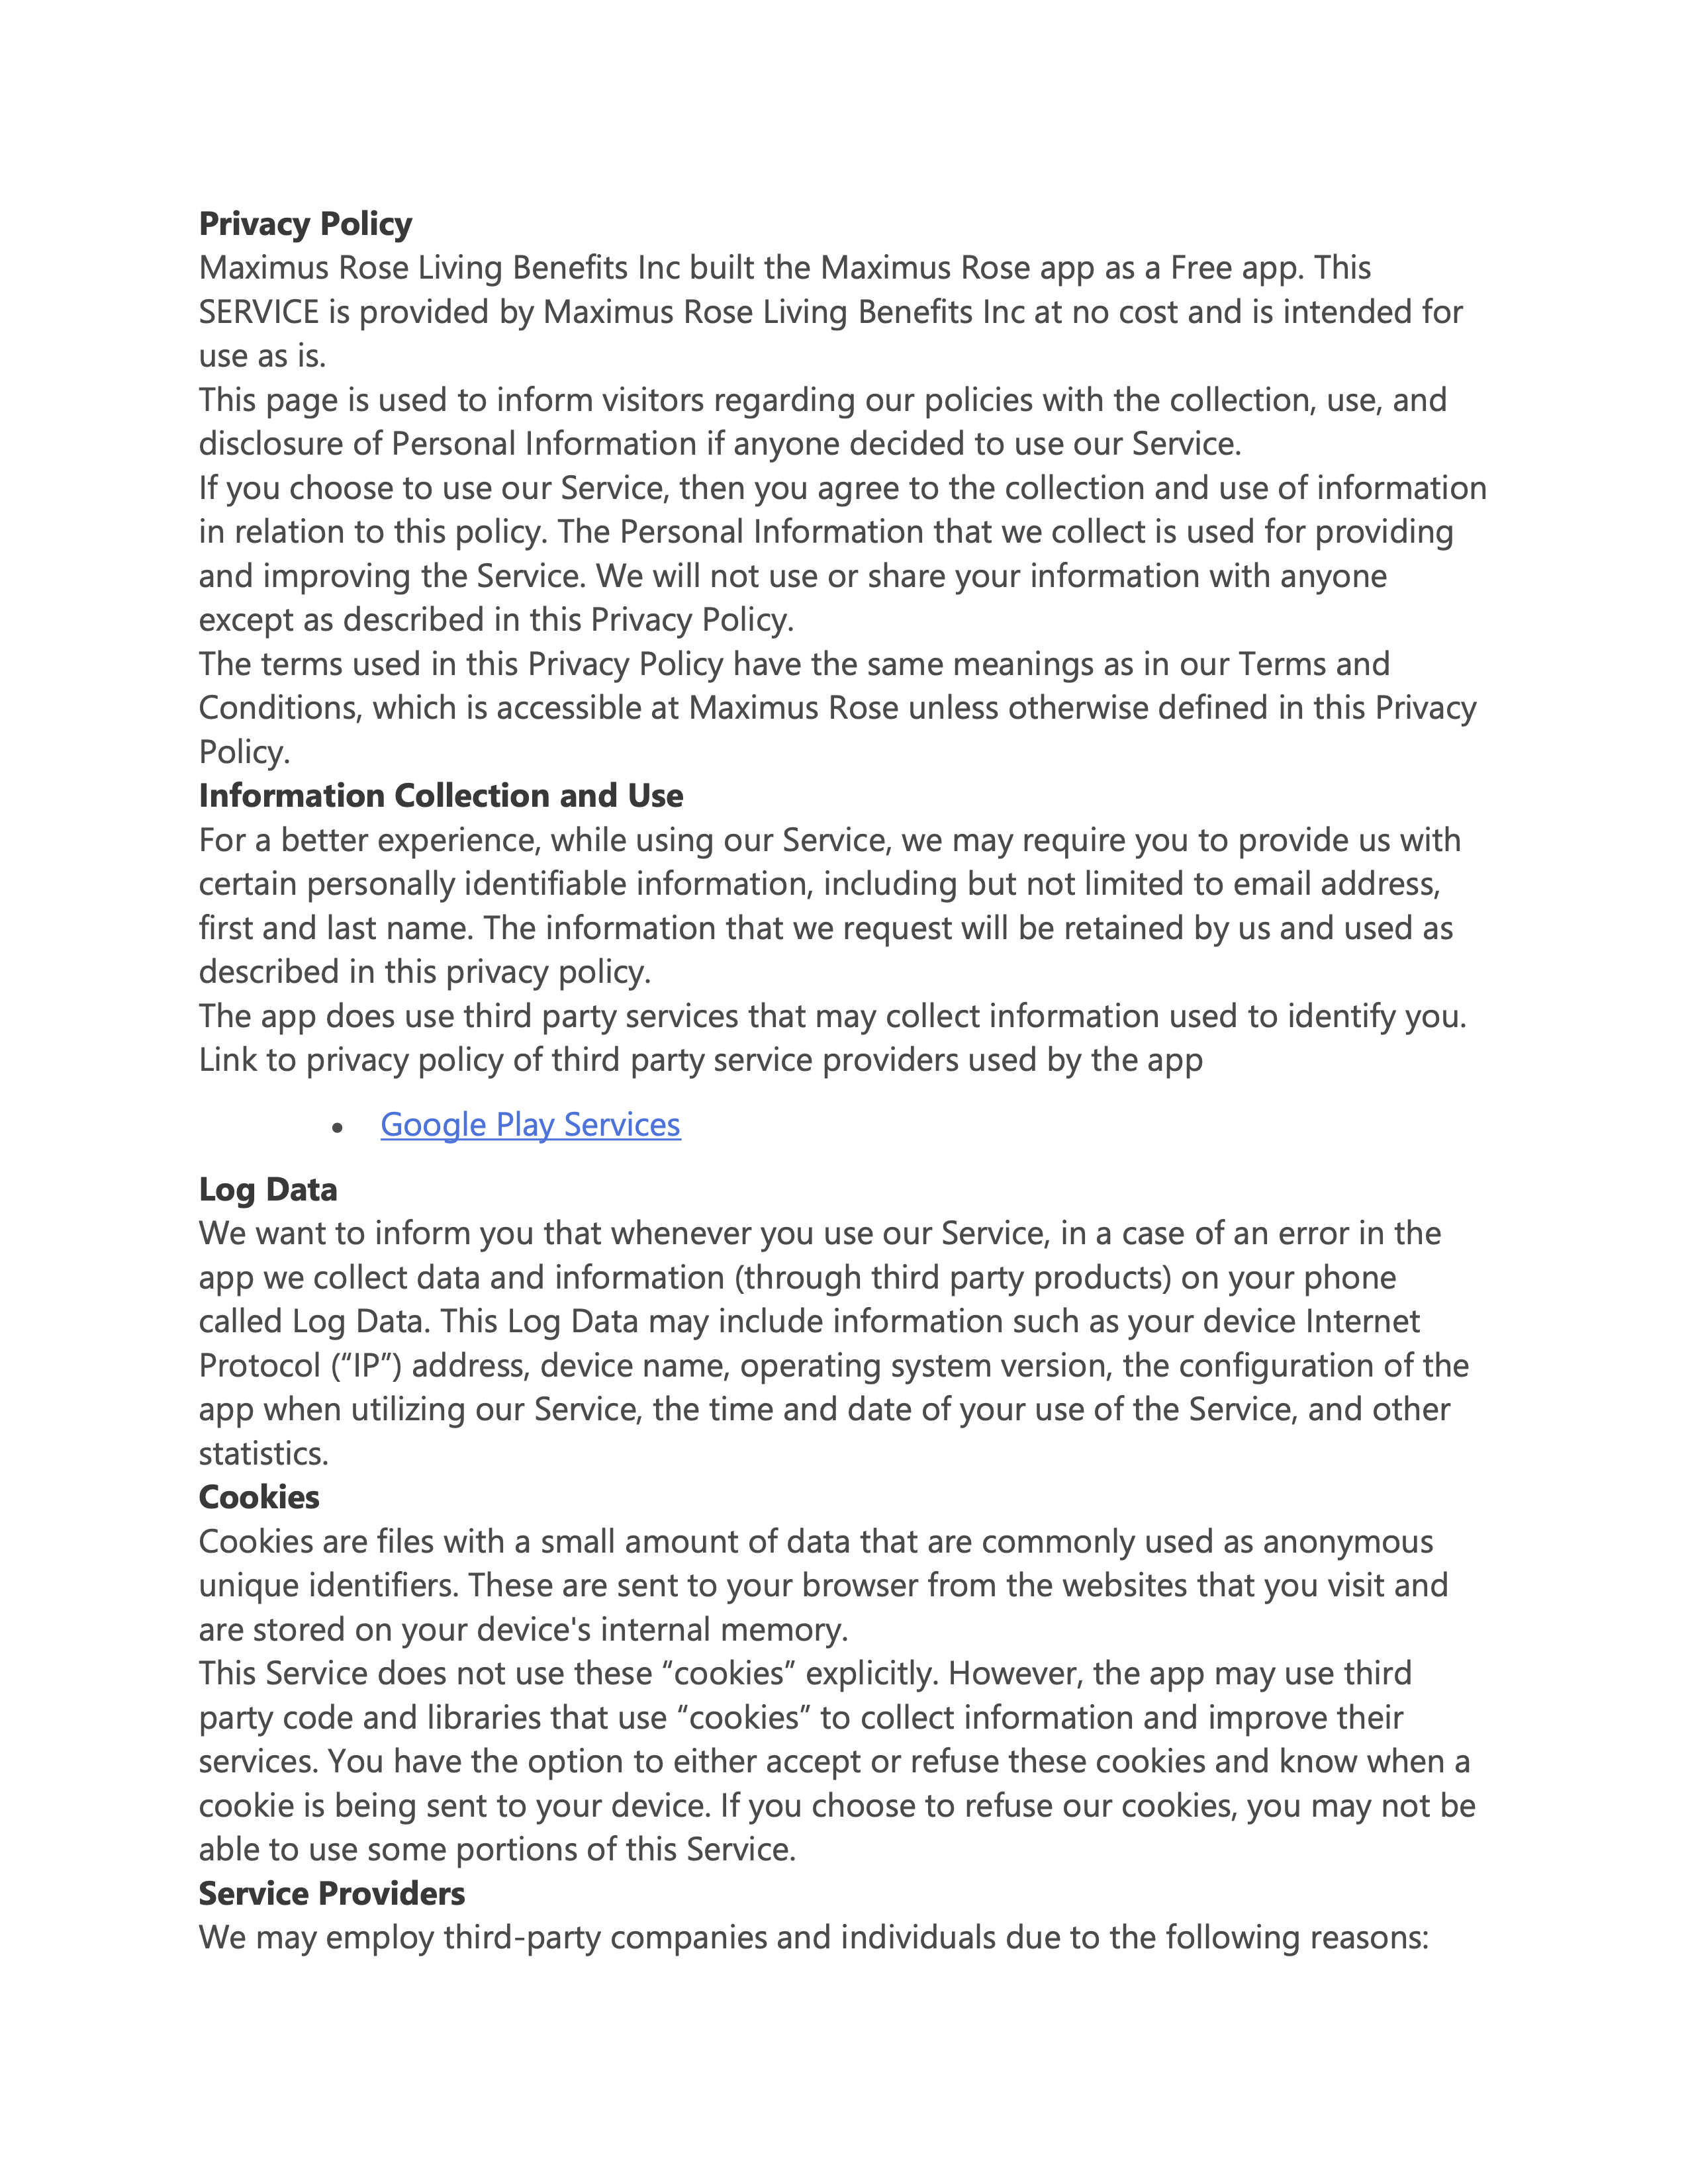 Privacy Policy
Maximus Rose Living Benefits Inc built the Maximus Rose app as a Free app. This
SERVICE is provided by Maximus Rose Living Benefits Inc at no cost and is intended for
use as is.
This page is used to inform visitors regarding our policies with the collection, use, and
disclosure of Personal Information if anyone decided to use our Service.
If you choose to use our Service, then you agree to the collection and use of information
in relation to this policy. The Personal Information that we collect is used for providing
and improving the Service. We will not use or share your information with anyone
except as described in this Privacy Policy.
The terms used in this Privacy Policy have the same meanings as in our Terms and
Conditions, which is accessible at Maximus Rose unless otherwise defined in this Privacy
Policy.
Information Collection and Use
For a better experience, while using our Service, we may require you to provide us with
certain personally identifiable information, including but not limited to email address,
first and last name. The information that we request will be retained by us and used as
described in this privacy policy.
The app does use third party services that may collect information used to identify you.
Link to privacy policy of third party service providers used by the app
• Google Play Services
Log Data
We want to inform you that whenever you use our Service, in a case of an error in the
app we collect data and information (through third party products) on your phone
called Log Data. This Log Data may include information such as your device Internet
Protocol (“IP”) address, device name, operating system version, the configuration of the
app when utilizing our Service, the time and date of your use of the Service, and other
statistics.
Cookies
Cookies are files with a small amount of data that are commonly used as anonymous
unique identifiers. These are sent to your browser from the websites that you visit and
are stored on your device's internal memory.
This Service does not use these “cookies” explicitly. However, the app may use third
party code and libraries that use “cookies” to collect information and improve their
services. You have the option to either accept or refuse these cookies and know when a
cookie is being sent to your device. If you choose to refuse our cookies, you may not be
able to use some portions of this Service.
Service Providers
We may employ third-party companies and individuals due to the following reasons: